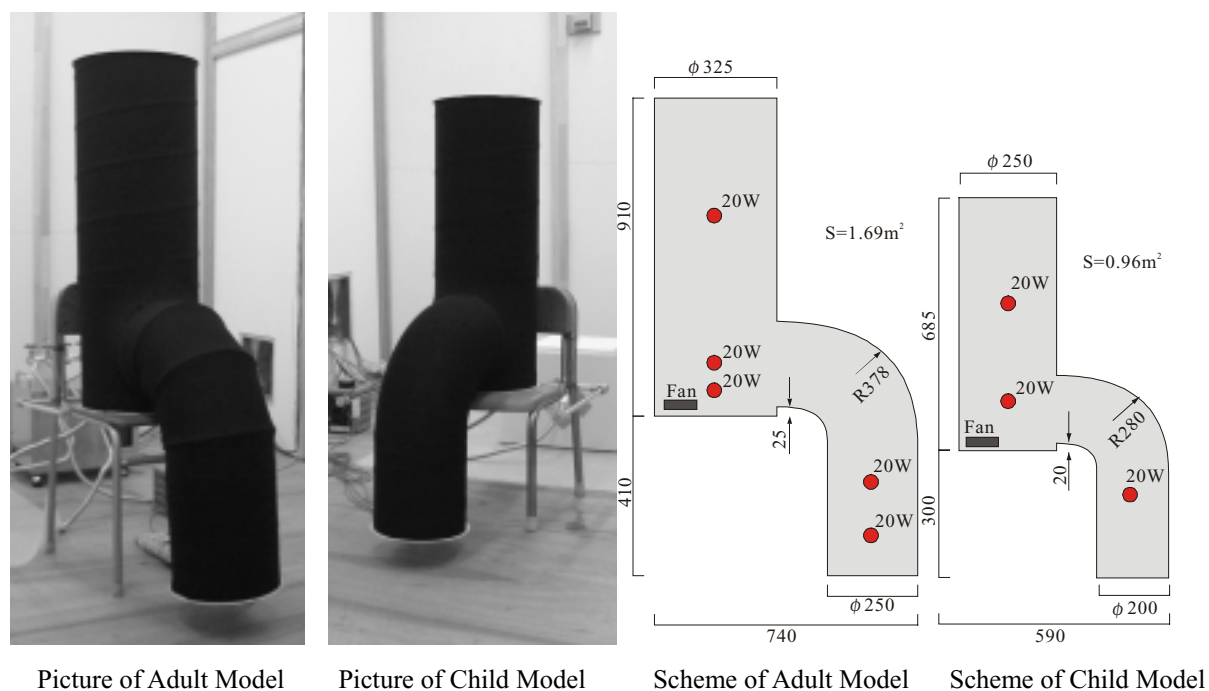 ϕ325
910
20W
S=1.69m²
20W
20W
Fan
R378
25
20W
20W
410
ϕ250
740
ϕ250
S=0.96m²
20W
685
20W
Fan
R280
20
20W
300
ϕ200
590
Picture of Adult Model
Picture of Child Model
Scheme of Adult Model
Scheme of Child Model